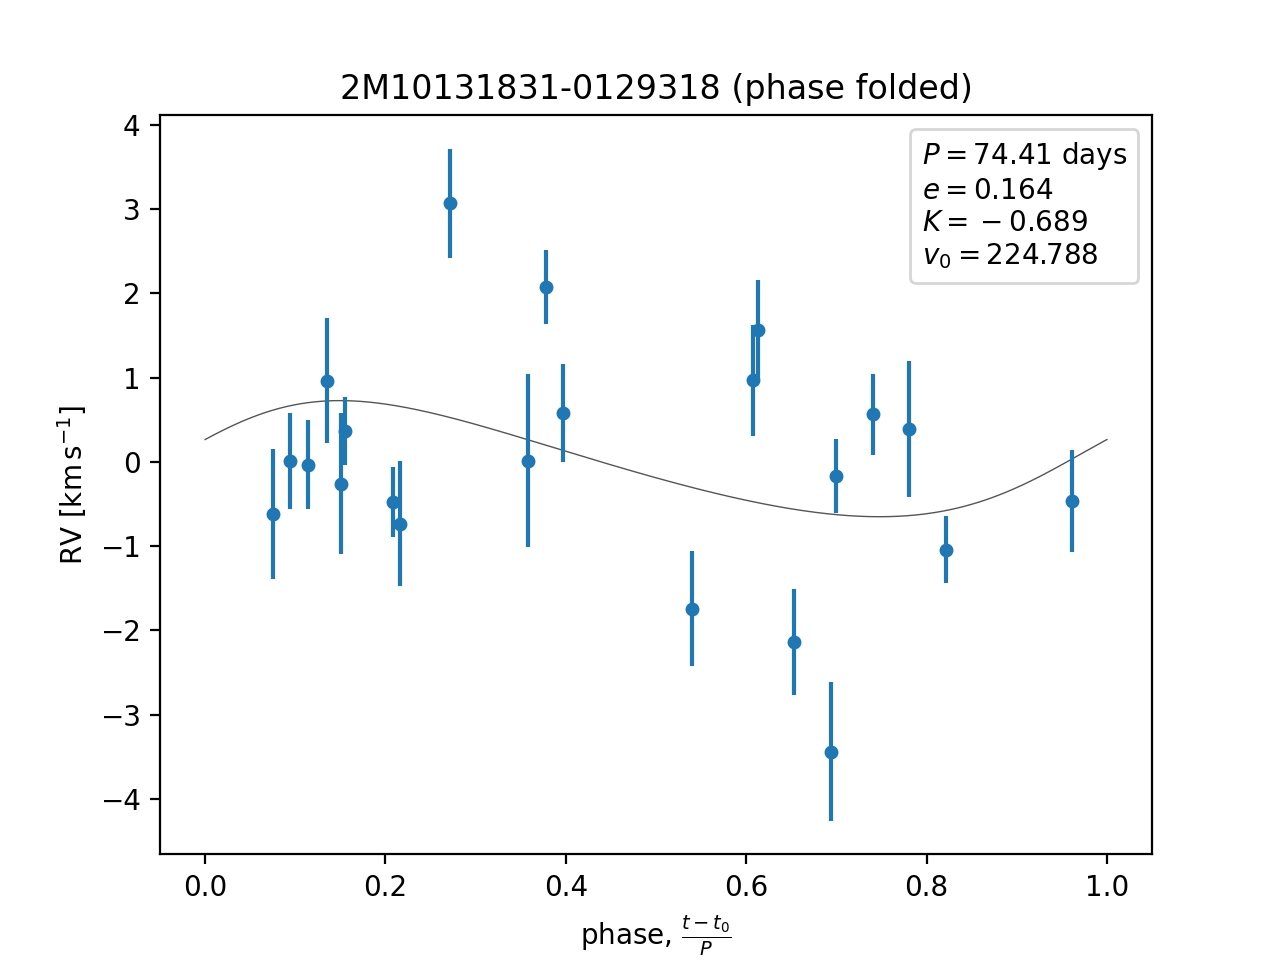 2M10131831-0129318 (phase folded)
P = 74.41 days
e = 0.164
K = −0.689
v₀ = 224.788
RV [km s⁻¹]
4
3
2
1
0
−1
−2
−3
−4
0.0 0.2 0.4 0.6 0.8 1.0
phase, (t − t₀)/P